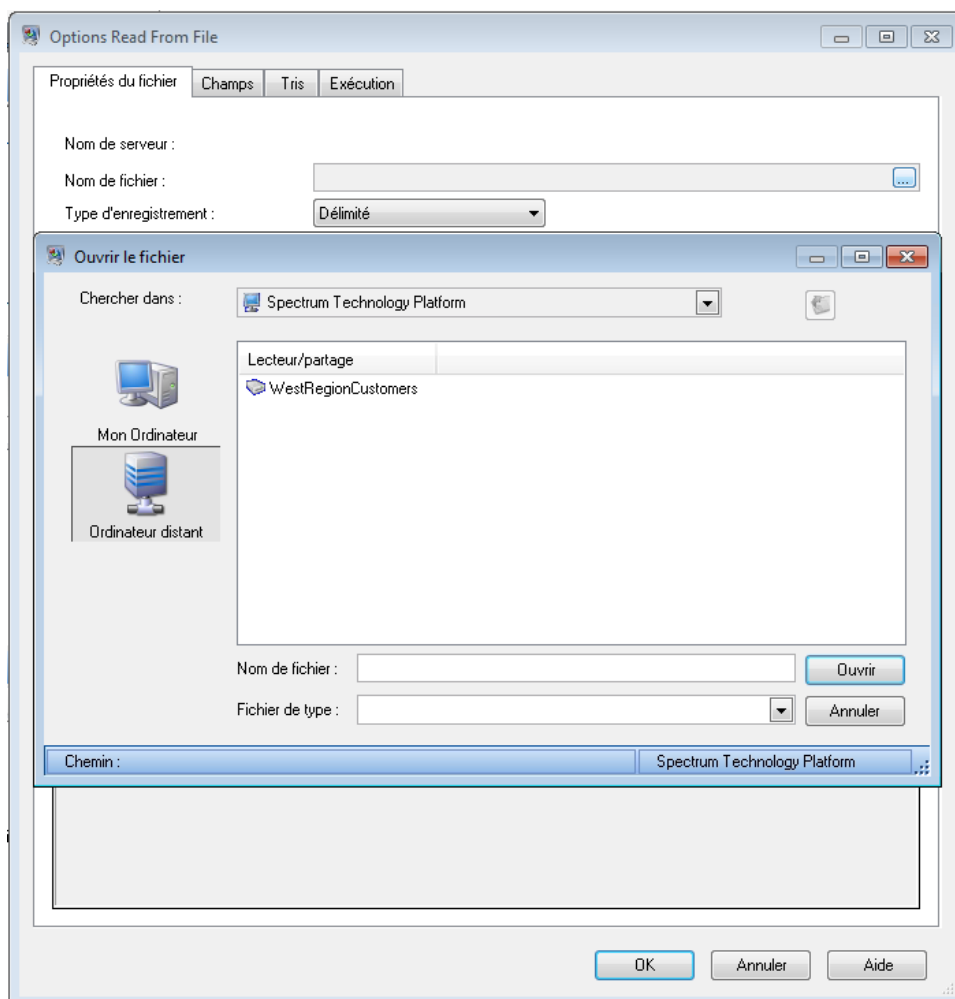 Options Read From File
Propriétés du fichier Champs Tris Exécution
Nom de serveur :
Nom de fichier : ...
Type d'enregistrement : Délimité
Ouvrir le fichier
Chercher dans : Spectrum Technology Platform
Lecteur/partage
WestRegionCustomers
Mon Ordinateur
Ordinateur distant
Nom de fichier : Ouvrir
Fichier de type : Annuler
Chemin : Spectrum Technology Platform
OK Annuler Aide